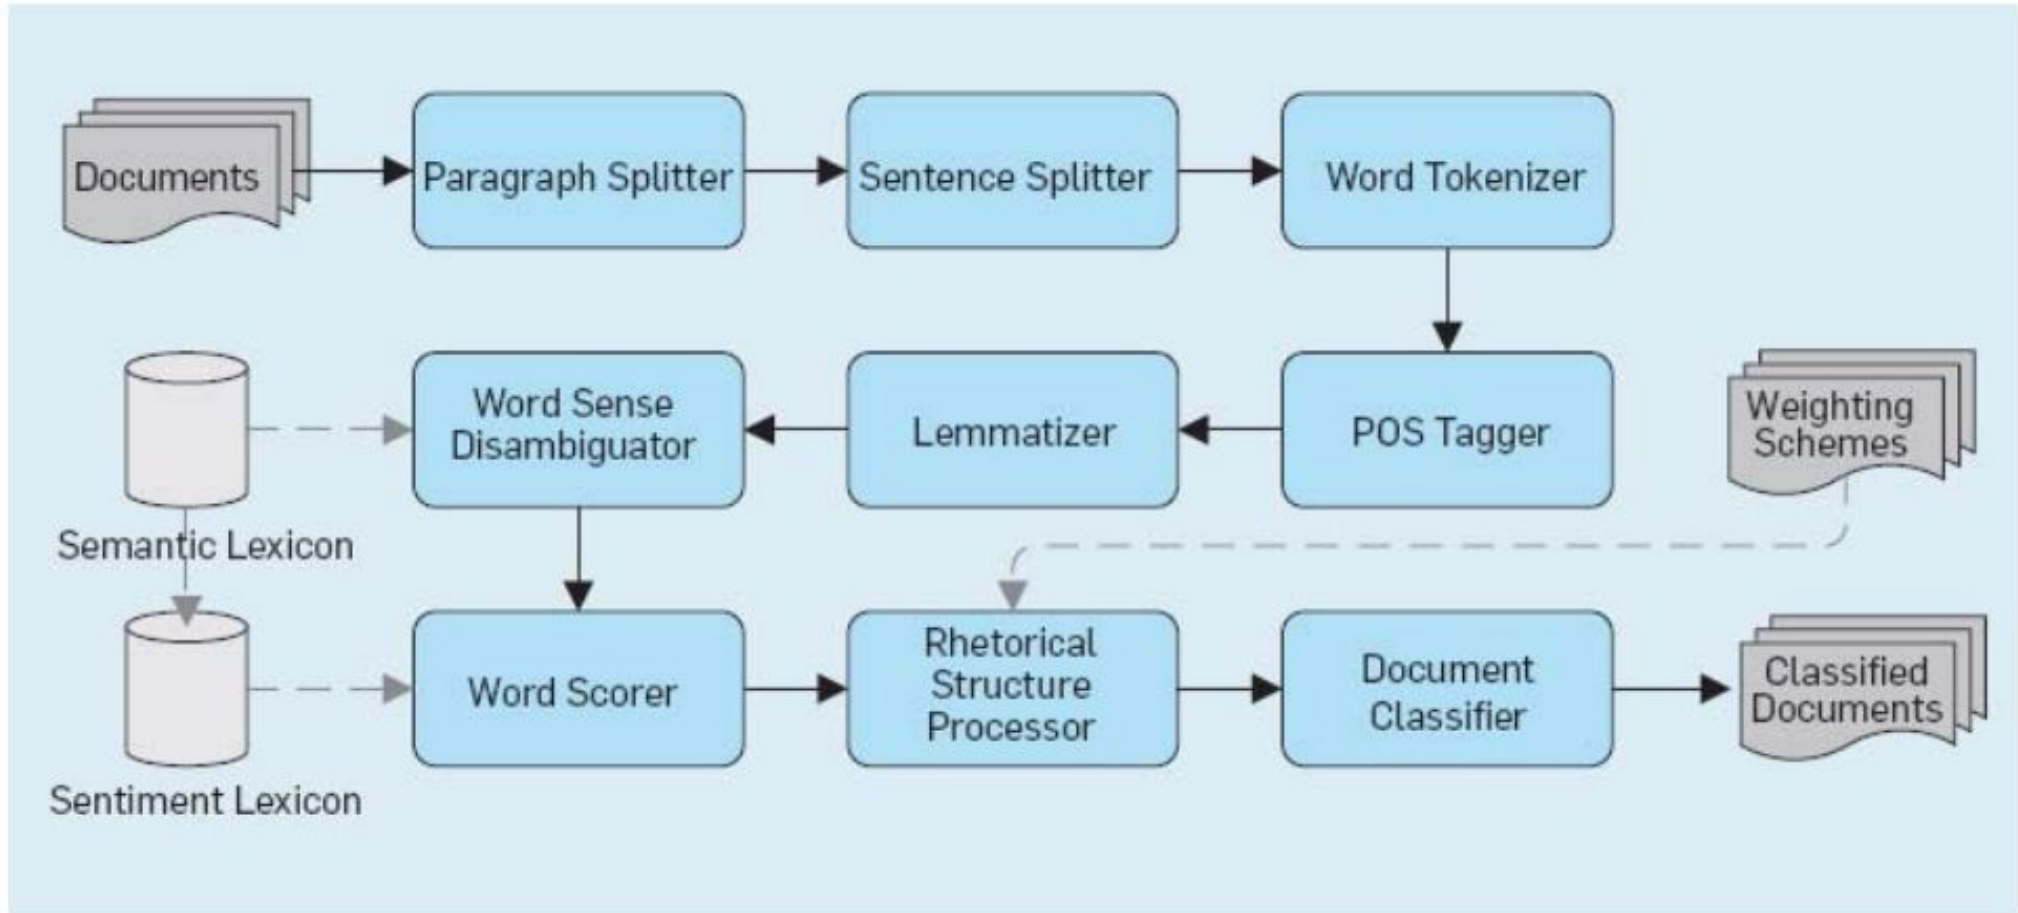 Documents
Paragraph Splitter
Sentence Splitter
Word Tokenizer
Semantic Lexicon
Word Sense
Disambiguator
Lemmatizer
POS Tagger
Weighting
Schemes
Sentiment Lexicon
Word Scorer
Rhetorical
Structure
Processor
Document
Classifier
Classified
Documents